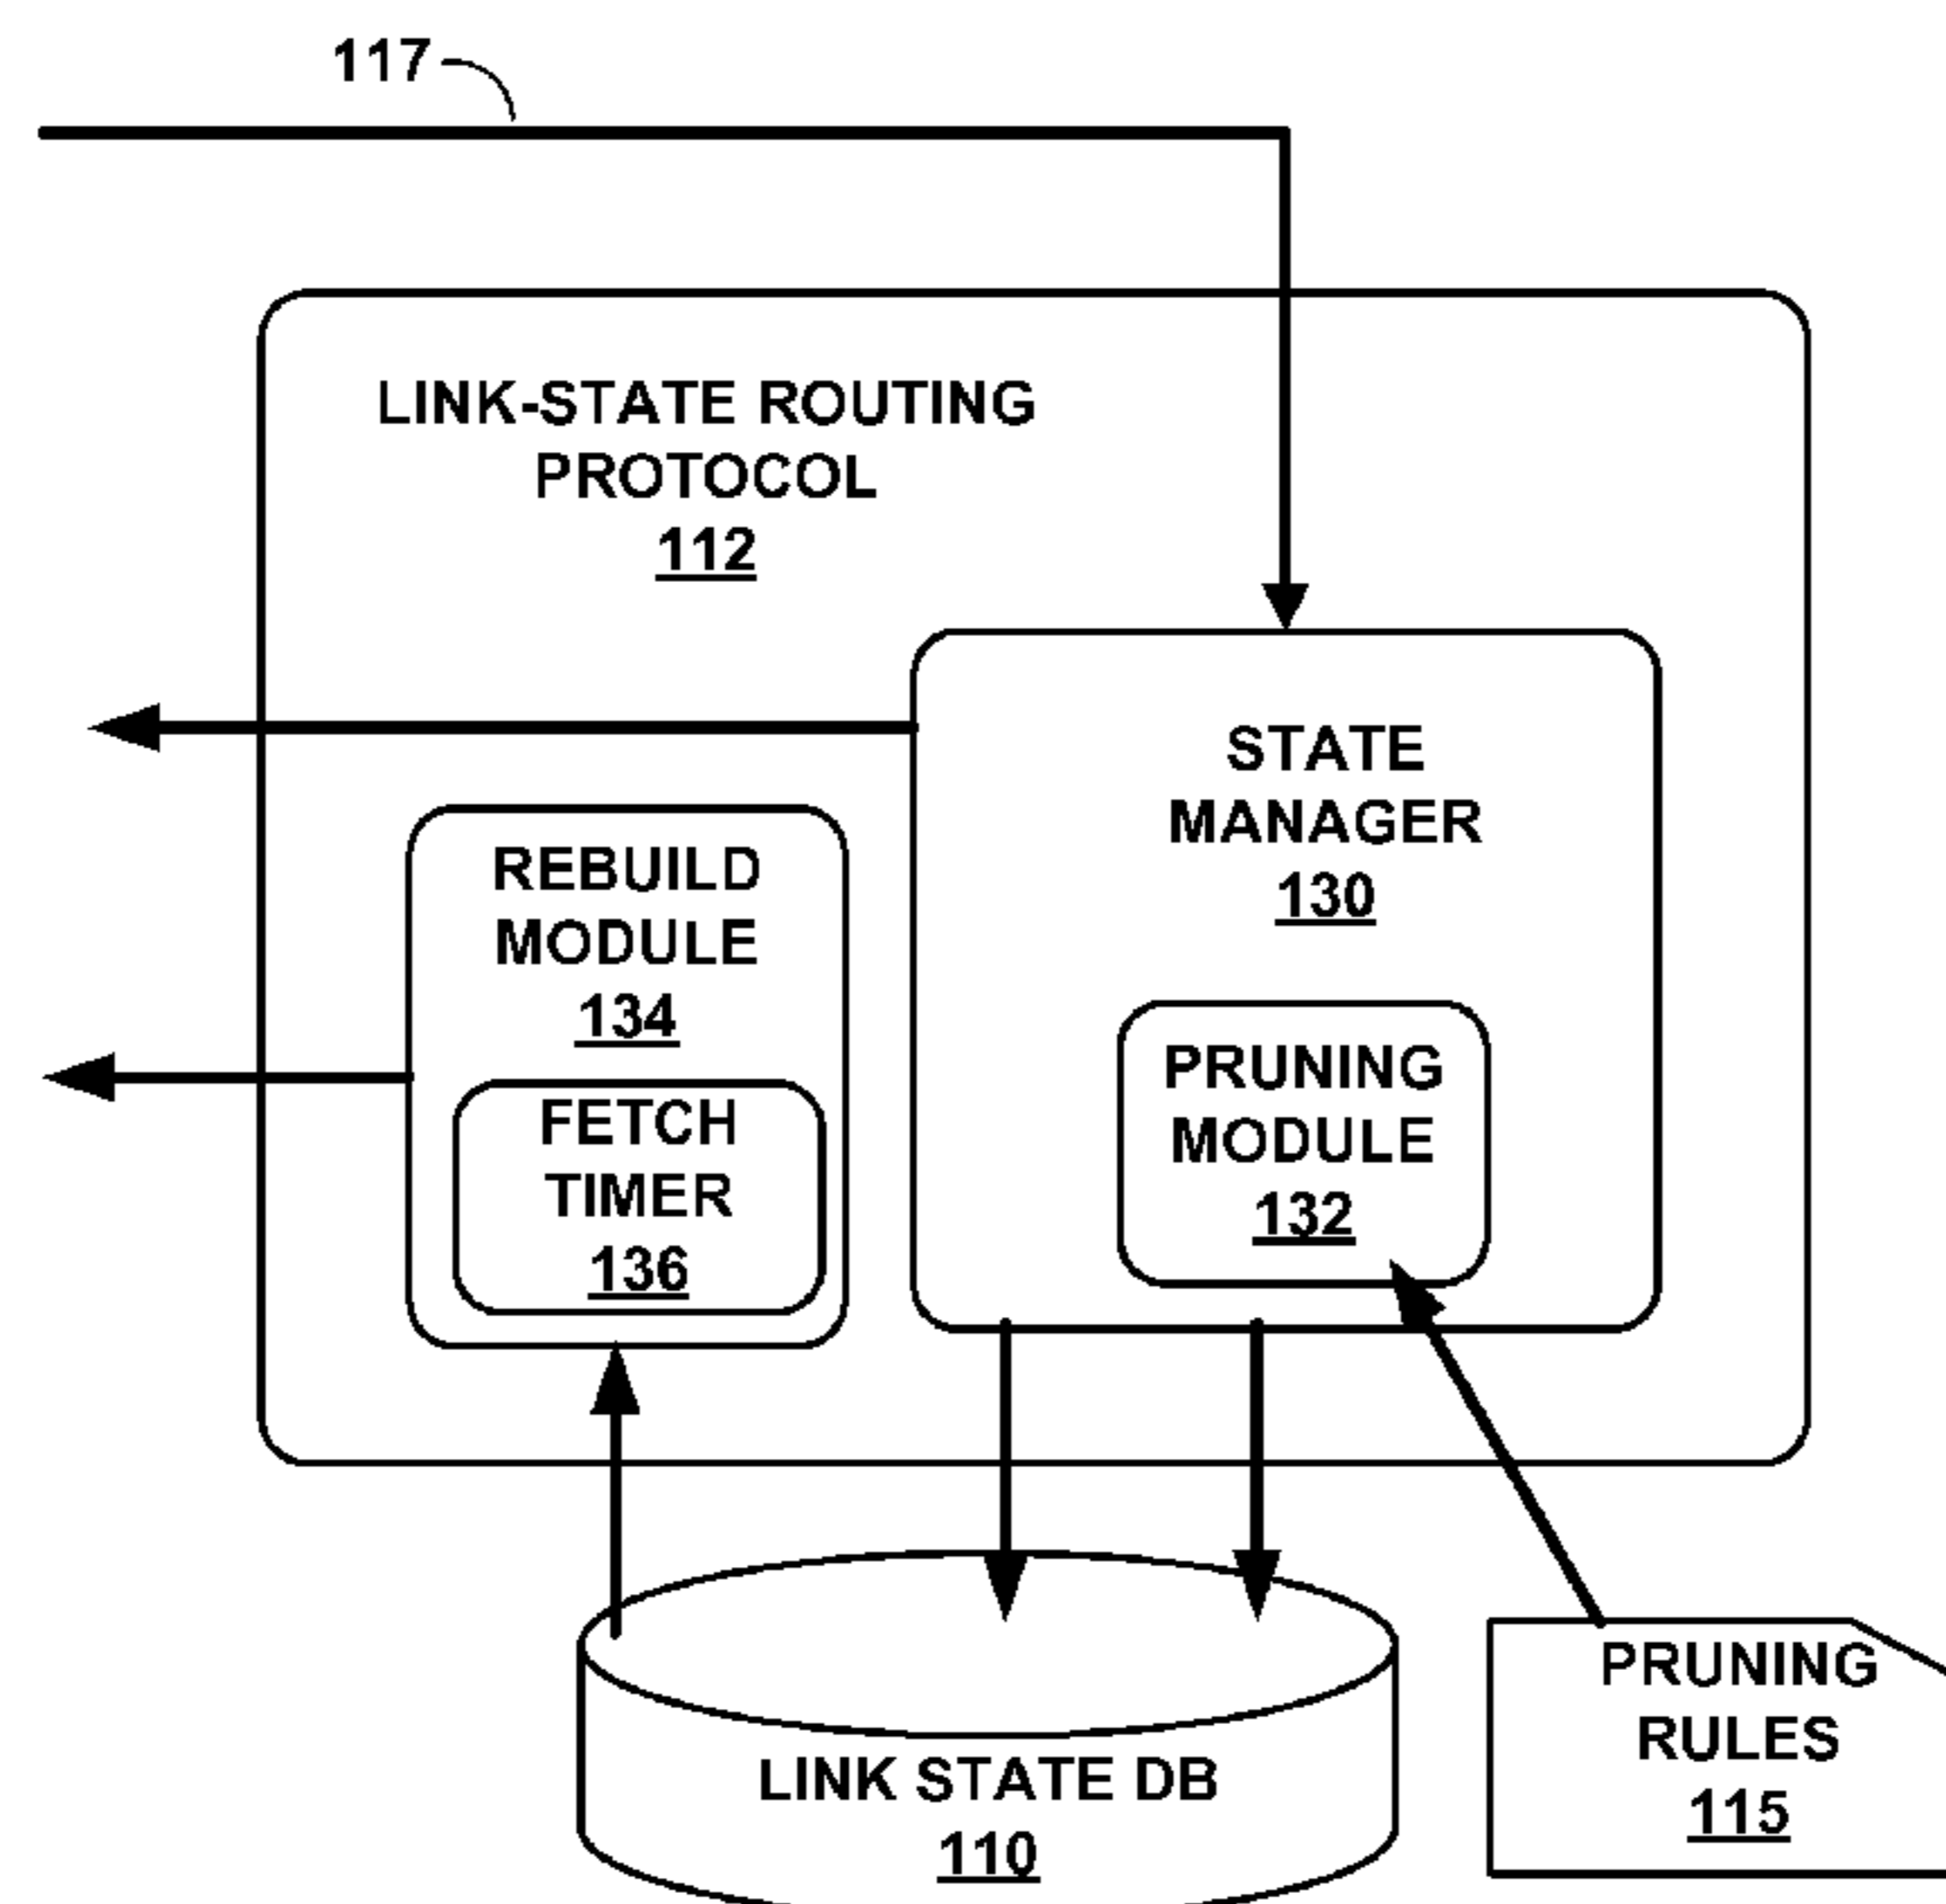 117
LINK-STATE ROUTING
PROTOCOL
112
STATE
MANAGER
130
REBUILD
MODULE
134
FETCH
TIMER
136
PRUNING
MODULE
132
LINK STATE DB
110
PRUNING
RULES
115